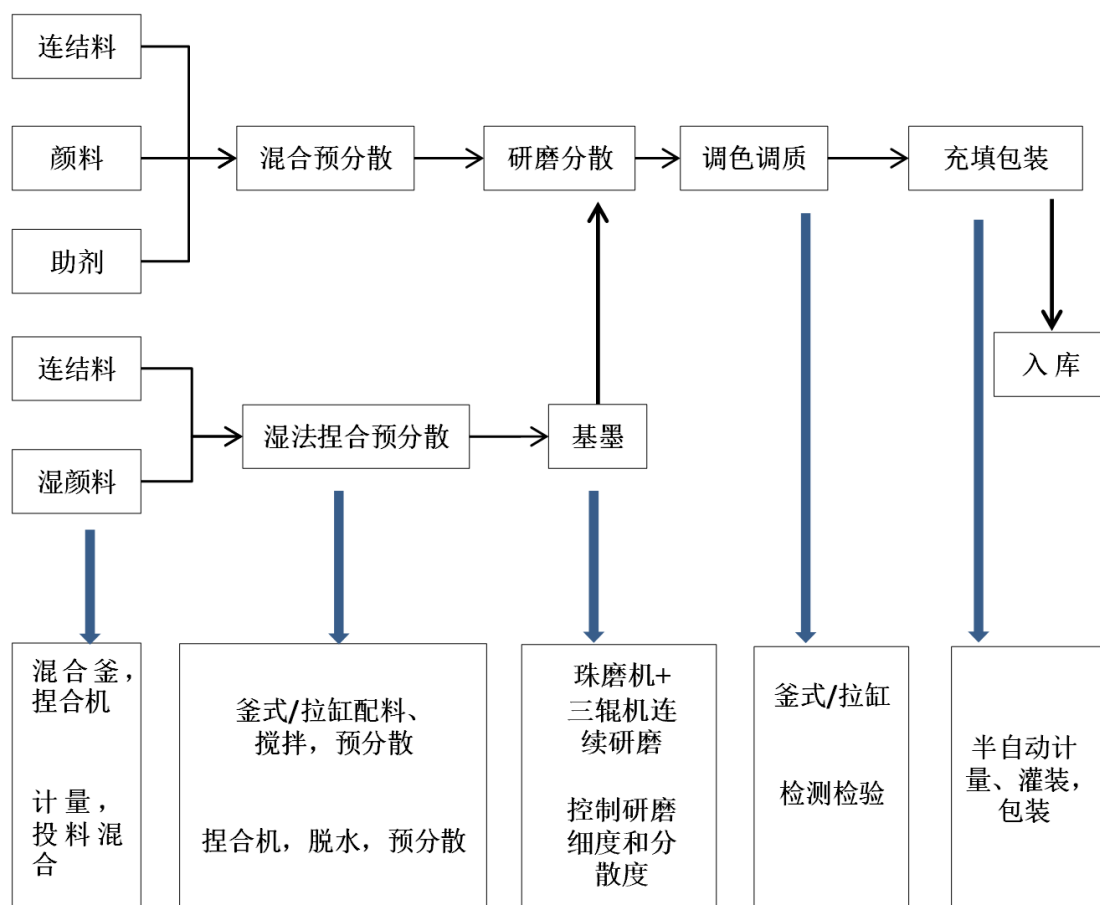 连结料
颜料
助剂
混合预分散
研磨分散
调色调质
充填包装
入 库
连结料
湿颜料
湿法捏合预分散
基墨
混合釜，
捏合机
计量，
投料混
合
釜式/拉缸配料、
搅拌，预分散
捏合机，脱水，预分散
珠磨机+
三辊机连
续研磨
控制研磨
细度和分
散度
釜式/拉缸
检测检验
半自动计
量、灌装，
包装